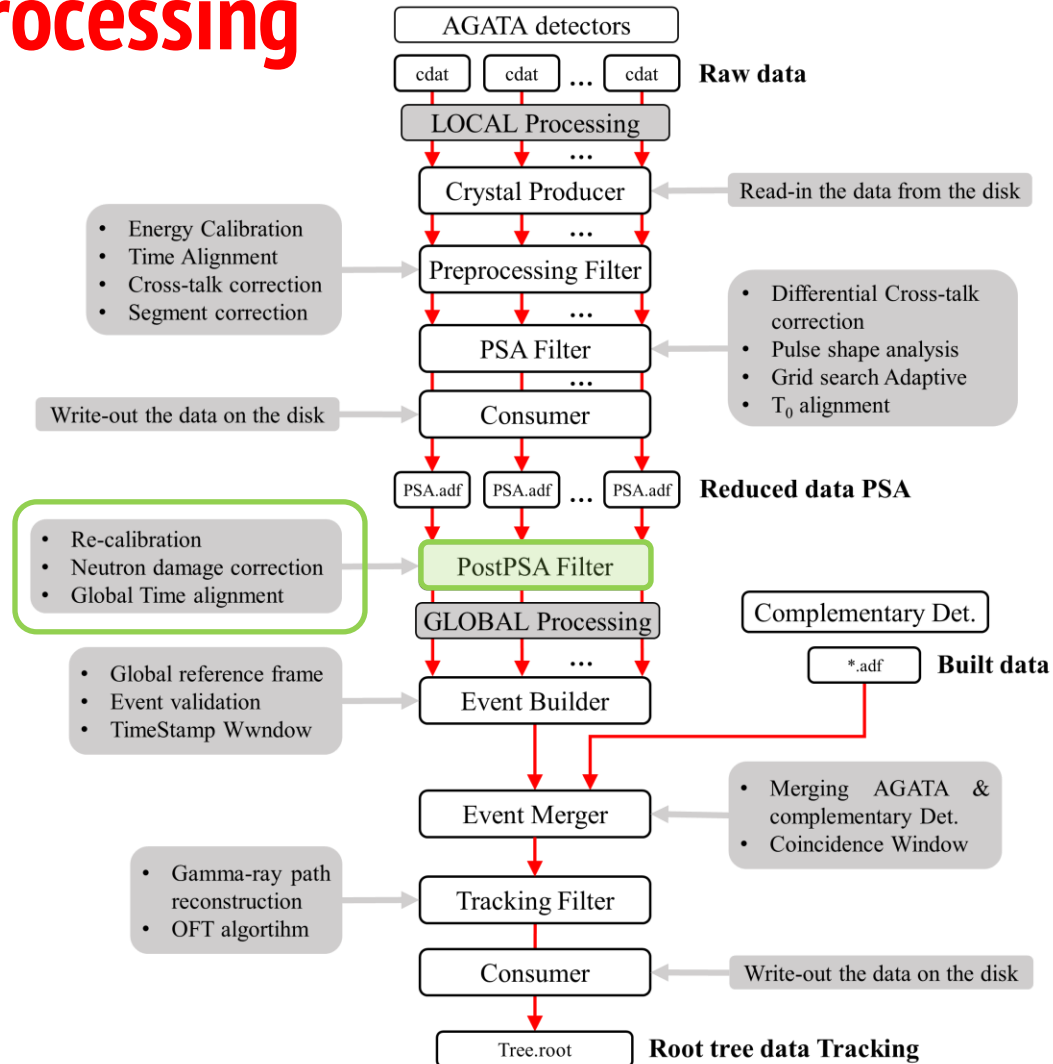 rocessing
AGATA detectors
cdat cdat ... cdat Raw data
LOCAL Processing
...
Crystal Producer
Read-in the data from the disk
...
• Energy Calibration
• Time Alignment
• Cross-talk correction
• Segment correction
Preprocessing Filter
...
• Differential Cross-talk
correction
• Pulse shape analysis
• Grid search Adaptive
• T₀ alignment
PSA Filter
...
Write-out the data on the disk
Consumer
PSA.adf PSA.adf ... PSA.adf Reduced data PSA
• Re-calibration
• Neutron damage correction
• Global Time alignment
PostPSA Filter
GLOBAL Processing
...
Complementary Det.
*.adf Built data
• Global reference frame
• Event validation
• TimeStamp Wwndow
Event Builder
Event Merger
• Merging AGATA &
complementary Det.
• Coincidence Window
• Gamma-ray path
reconstruction
• OFT algortihm
Tracking Filter
Consumer
Write-out the data on the disk
Tree.root Root tree data Tracking